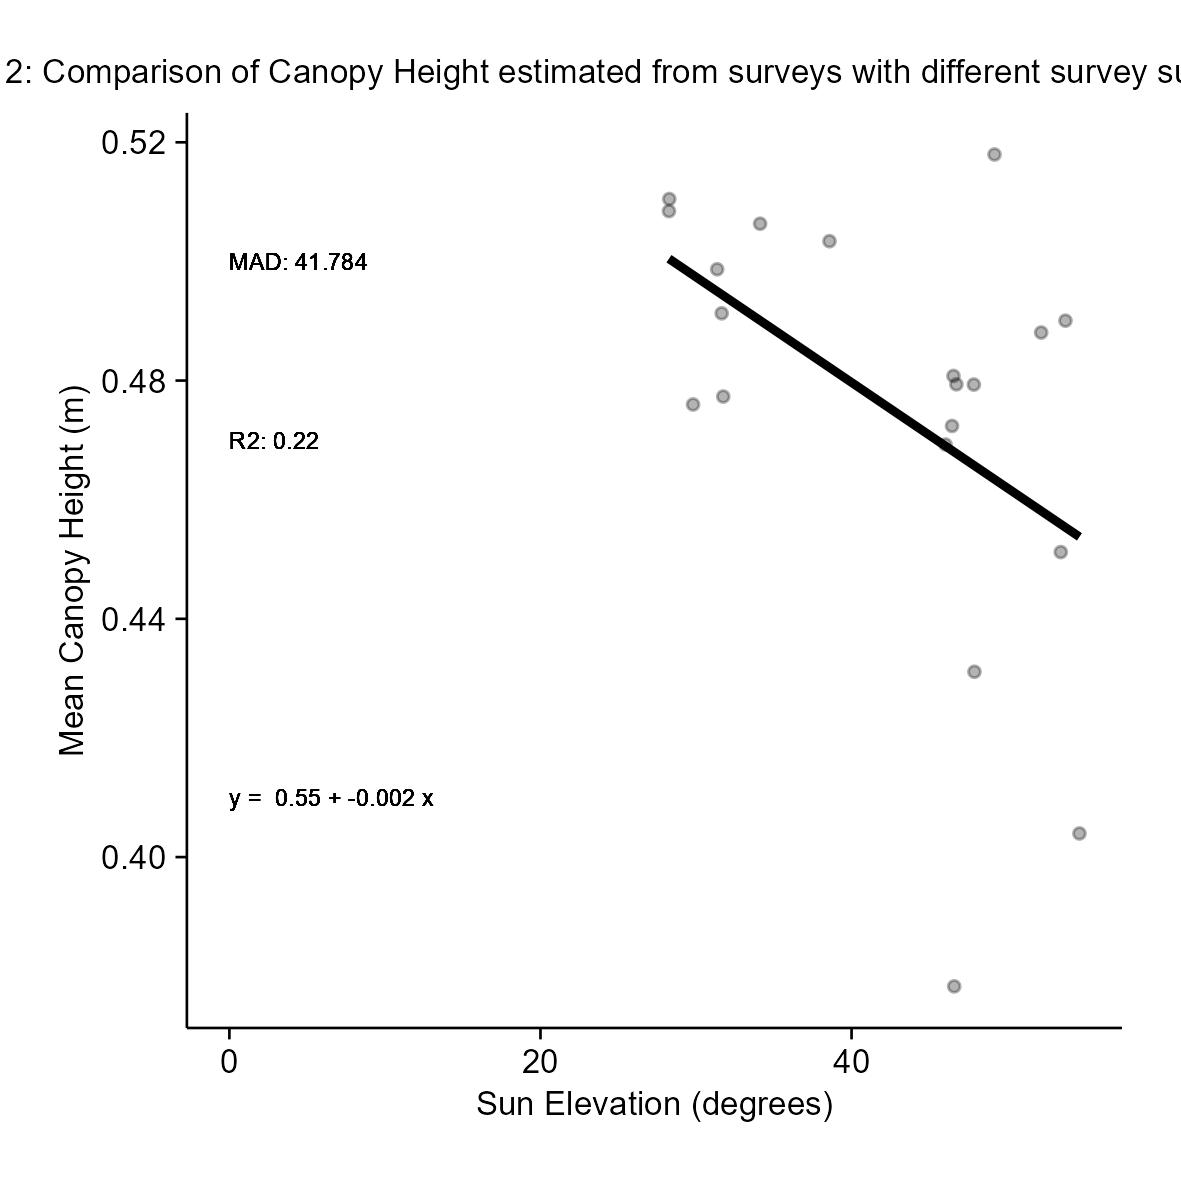 2: Comparison of Canopy Height estimated from surveys with different survey
0.52
MAD: 41.784
0.48
R2: 0.22
Mean Canopy Height (m)
0.44
y = 0.55 + -0.002 x
0.40
0 20 40
Sun Elevation (degrees)